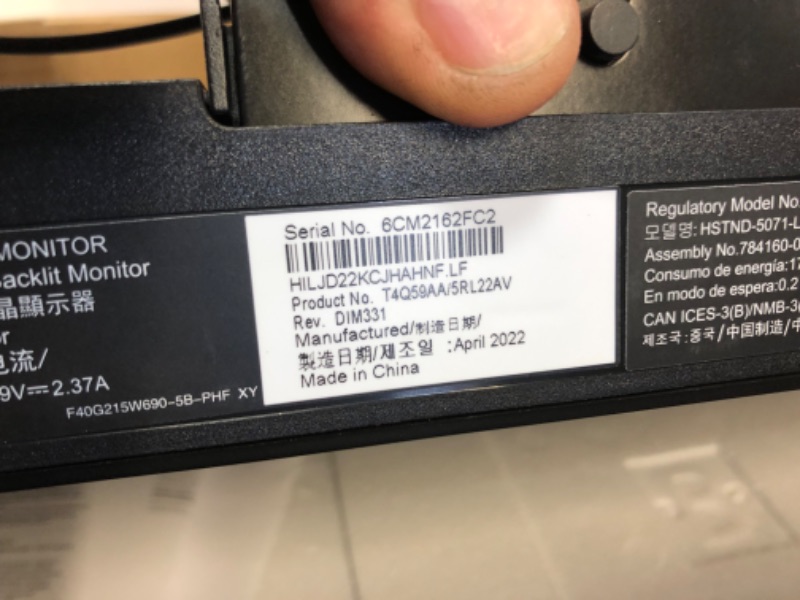 MONITOR
Backlit Monitor
晶顯示器
or
电流/
9V⎓2.37A
F40G215W690-5B-PHF XY
Serial No. 6CM2162FC2
HILJD22KCJHAHNF.LF
Product No. T4Q59AA/5RL22AV
Rev. DIM331
Manufactured/制造日期/
製造日期/제조일 :April 2022
Made in China
Regulatory Model No.
모델명: HSTND-5071-L
Assembly No.784160-0
Consumo de energía:17
En modo de espera:0.2
CAN ICES-3(B)/NMB-3(
제조국:중국/中国制造/中